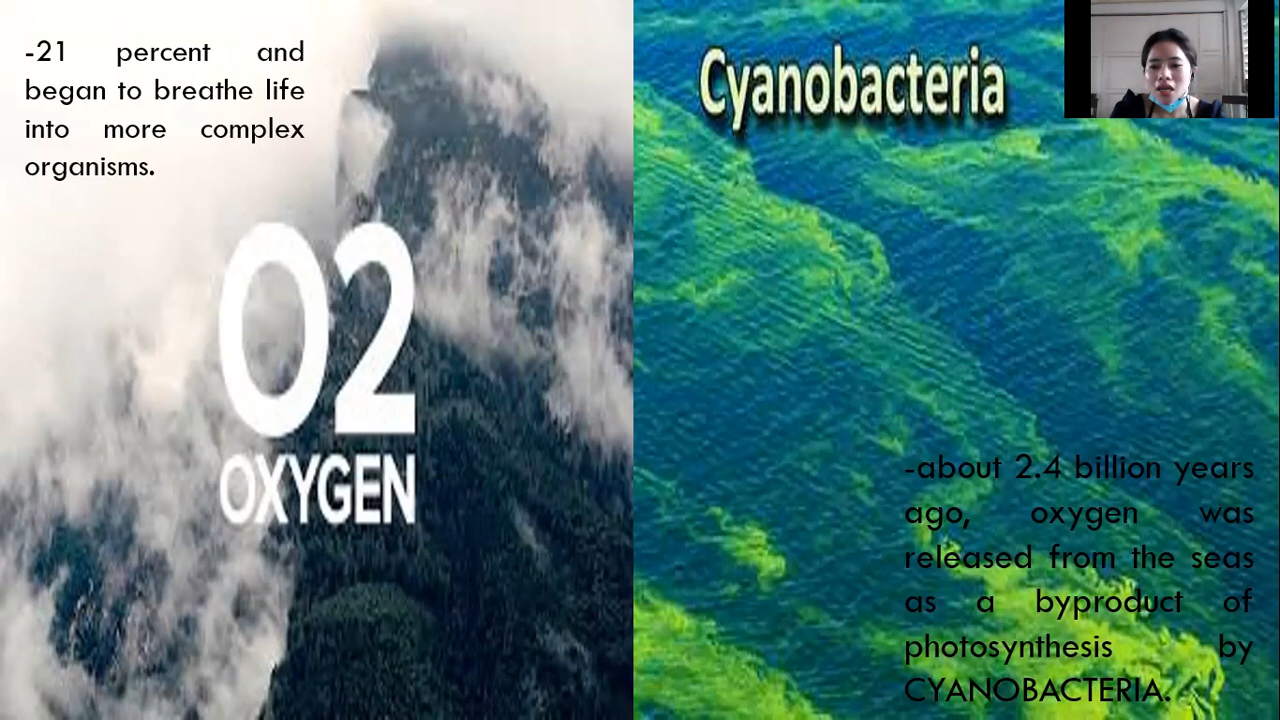 -21 percent and
began to breathe life
into more complex
organisms.
O2
OXYGEN
Cyanobacteria
-about 2.4 billion years
ago, oxygen was
released from the seas
as a byproduct of
photosynthesis by
CYANOBACTERIA.